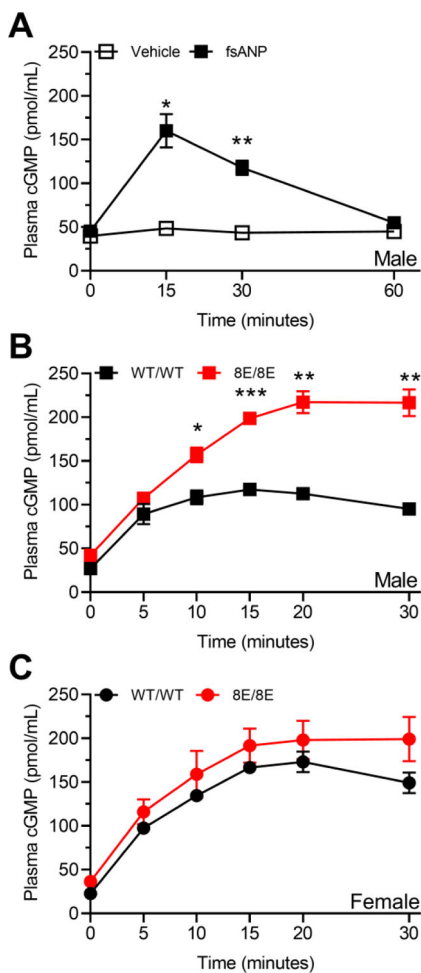 A
Vehicle fsANP
250
200
150
100
50
0
* **
Plasma cGMP (pmol/mL)
Male
0 15 30 60
Time (minutes)
B
WT/WT 8E/8E
250
200
150
100
50
0
* *** ** **
Plasma cGMP (pmol/mL)
Male
0 5 10 15 20 30
Time (minutes)
C
WT/WT 8E/8E
250
200
150
100
50
0
Plasma cGMP (pmol/mL)
Female
0 5 10 15 20 30
Time (minutes)